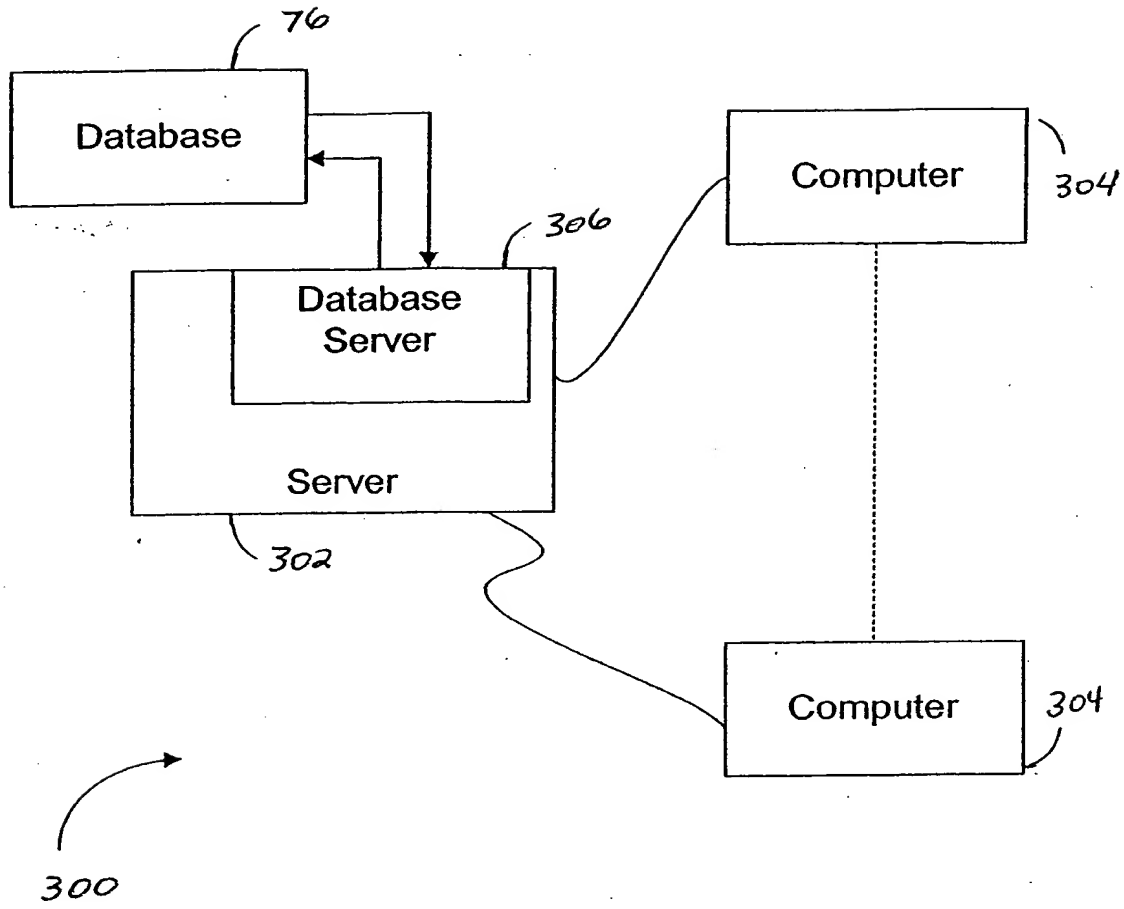 76
Database
Computer
304
306
Database
Server
Server
302
Computer
304
300